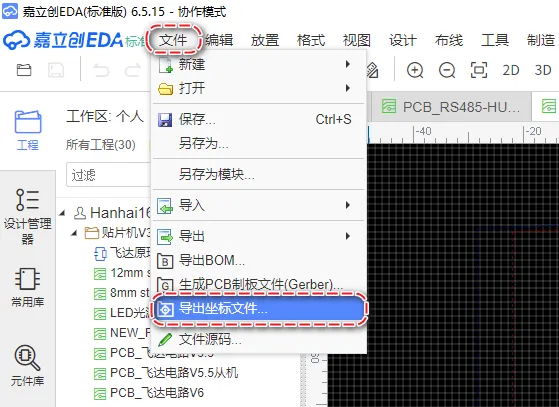 嘉立创EDA(标准版) 6.5.15 - 协作模式
嘉立创EDA 标准 文件 编辑 放置 格式 视图 设计 布线 工具 制造
2D 3D
新建
打开
保存... Ctrl+S
另存为...
另存为模块...
导入
导出
导出BOM...
生成PCB制板文件(Gerber)...
导出坐标文件...
文件源码...
工程
设计管理器
常用库
元件库
工作区: 个人
所有工程(30)
过滤
Hanhai16
贴片机V3
飞达原理
12mm s
8mm st
LED光
NEW_P
PCB_飞达电路V5.5
PCB_飞达电路V5.5从机
PCB_飞达电路V6
PCB_RS485-HU...
-40 -20